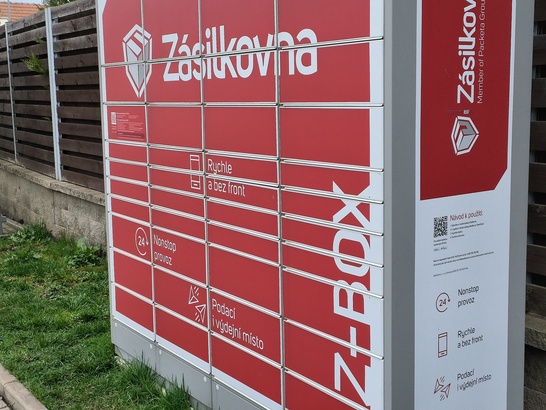 Zásilkovna
Rychle
a bez front
Nonstop
provoz
24
Podací
i výdejní místo
Z-BOX
Zásilkovna
Member of Packeta Group
Návod k použití
24
Nonstop
provoz
Rychle
a bez front
Podací
i výdejní místo